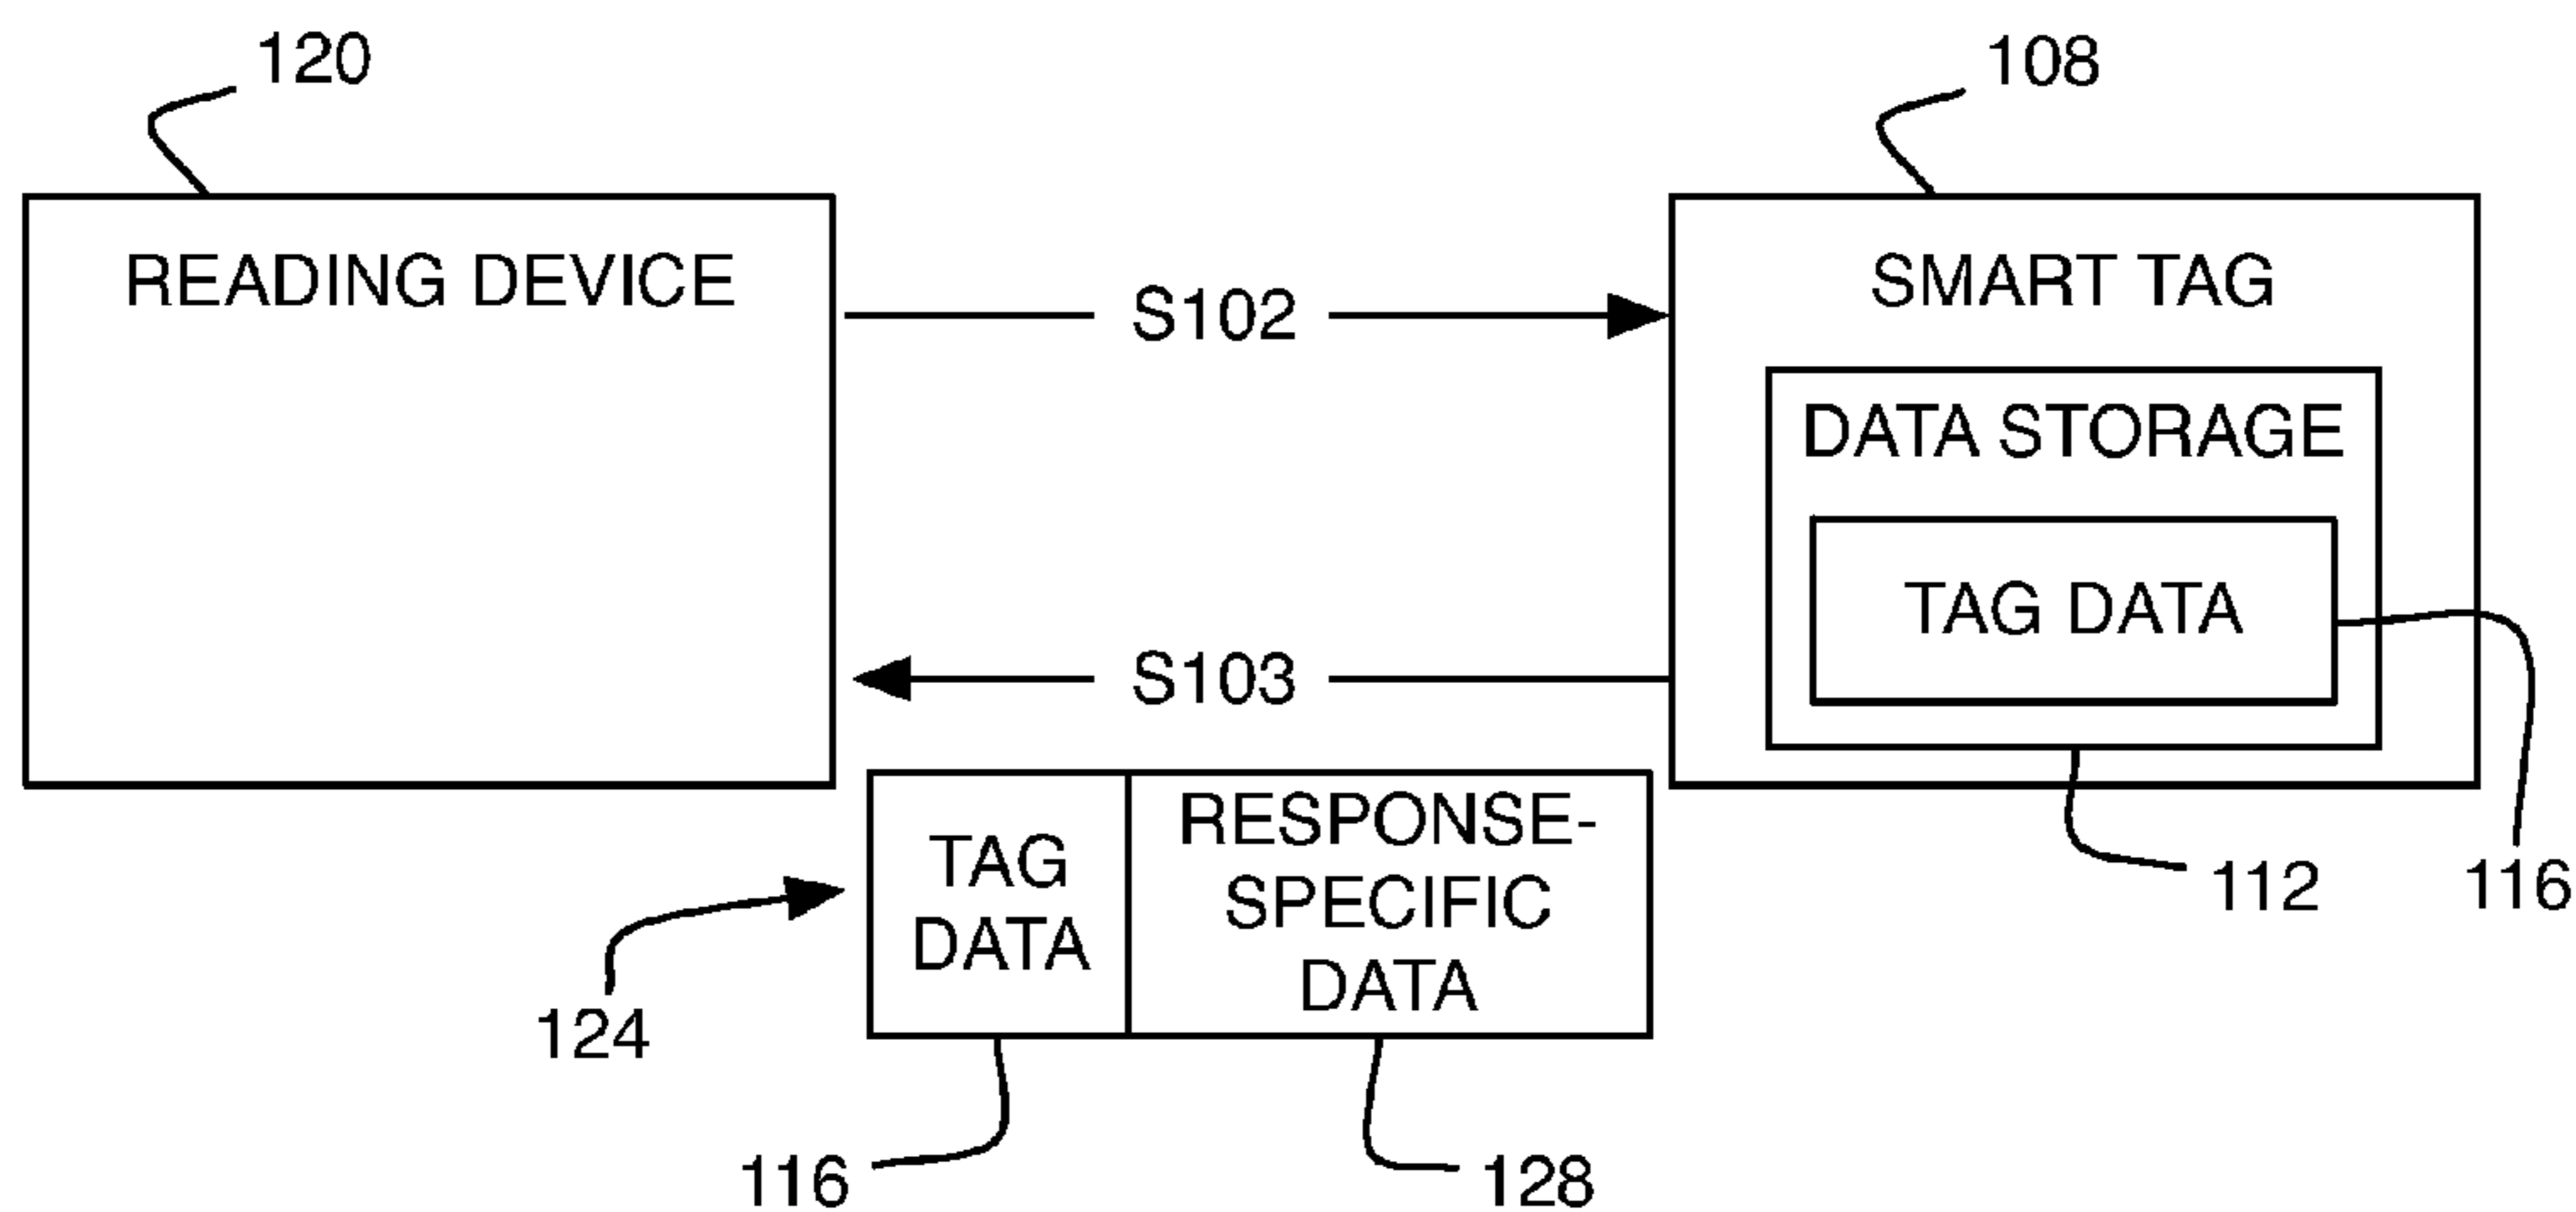 120
108
READING DEVICE
SMART TAG
S102
DATA STORAGE
TAG DATA
S103
TAG
DATA
RESPONSE-
SPECIFIC
DATA
112
116
124
116
128